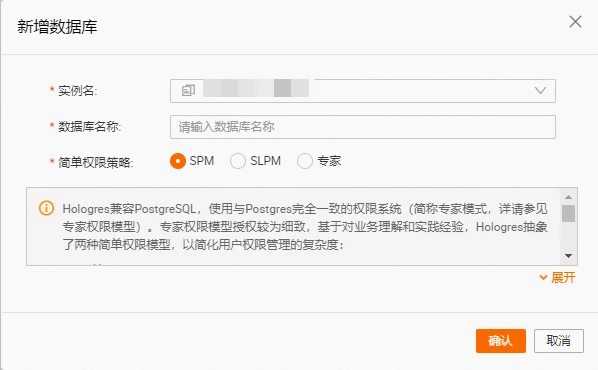 新增数据库
* 实例名:
* 数据库名称: 请输入数据库名称
* 简单权限策略: SPM SLPM 专家
Hologres兼容PostgreSQL，使用与Postgres完全一致的权限系统（简称专家模式，详请参见
专家权限模型）。专家权限模型授权较为细致，基于对业务理解和实践经验，Hologres抽象
了两种简单权限模型，以简化用户权限管理的复杂度：
展开
确认 取消